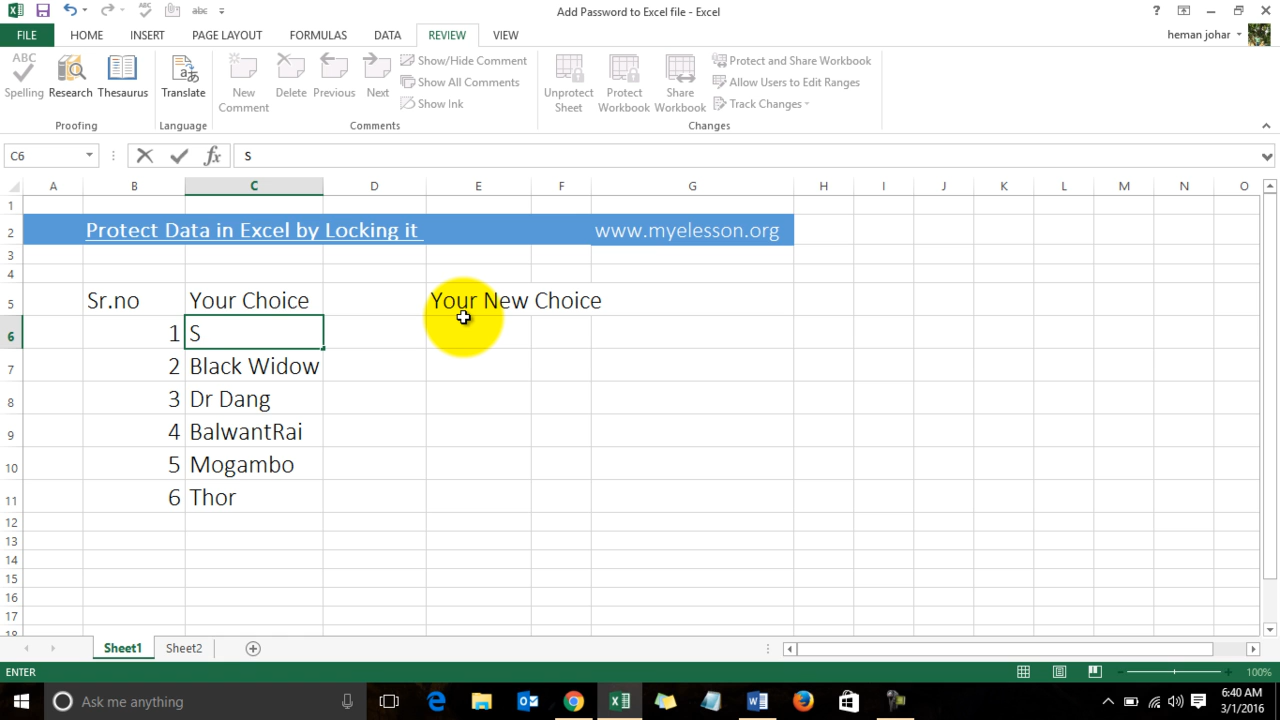 Add Password to Excel file - Excel
abc
?
FILE HOME INSERT PAGE LAYOUT FORMULAS DATA REVIEW VIEW heman johar
ABC
Spelling Research Thesaurus
Proofing
Translate
Language
New Comment
Delete Previous Next
Show/Hide Comment
Show All Comments
Show Ink
Comments
Unprotect Sheet
Protect Workbook
Share Workbook
Protect and Share Workbook
Allow Users to Edit Ranges
Track Changes
Changes
C6 fx S
A B C D E F G H I J K L M N O
1
2 Protect Data in Excel by Locking it www.myelesson.org
3
4
5 Sr.no Your Choice Your New Choice
6 1 S
7 2 Black Widow
8 3 Dr Dang
9 4 BalwantRai
10 5 Mogambo
11 6 Thor
12
13
14
15
16
17
18
Sheet1 Sheet2
ENTER 100%
Ask me anything
6:40 AM
3/1/2016